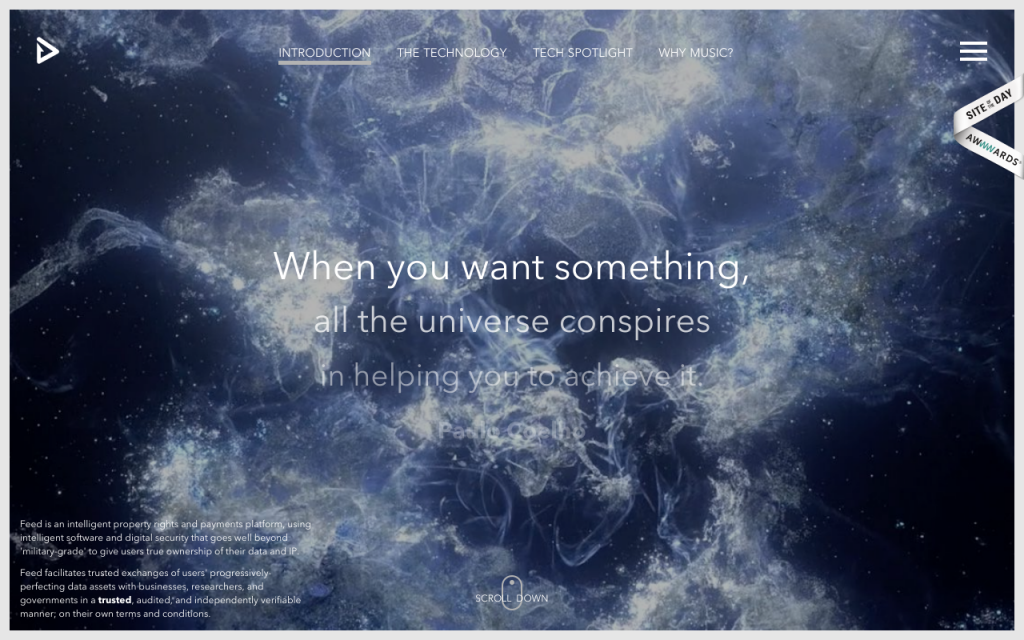 INTRODUCTION THE TECHNOLOGY TECH SPOTLIGHT WHY MUSIC?
SITE OF THE DAY
AWWWARDS
When you want something,
all the universe conspires
in helping you to achieve it.
Paulo Coelho
Feed is an intelligent property rights and payments platform, using
intelligent software and digital security that goes well beyond
'military-grade' to give users true ownership of their data and IP.
Feed facilitates trusted exchanges of users' progressively-
perfecting data assets with businesses, researchers, and
governments in a trusted, audited, and independently verifiable
manner; on their own terms and conditions.
SCROLL DOWN